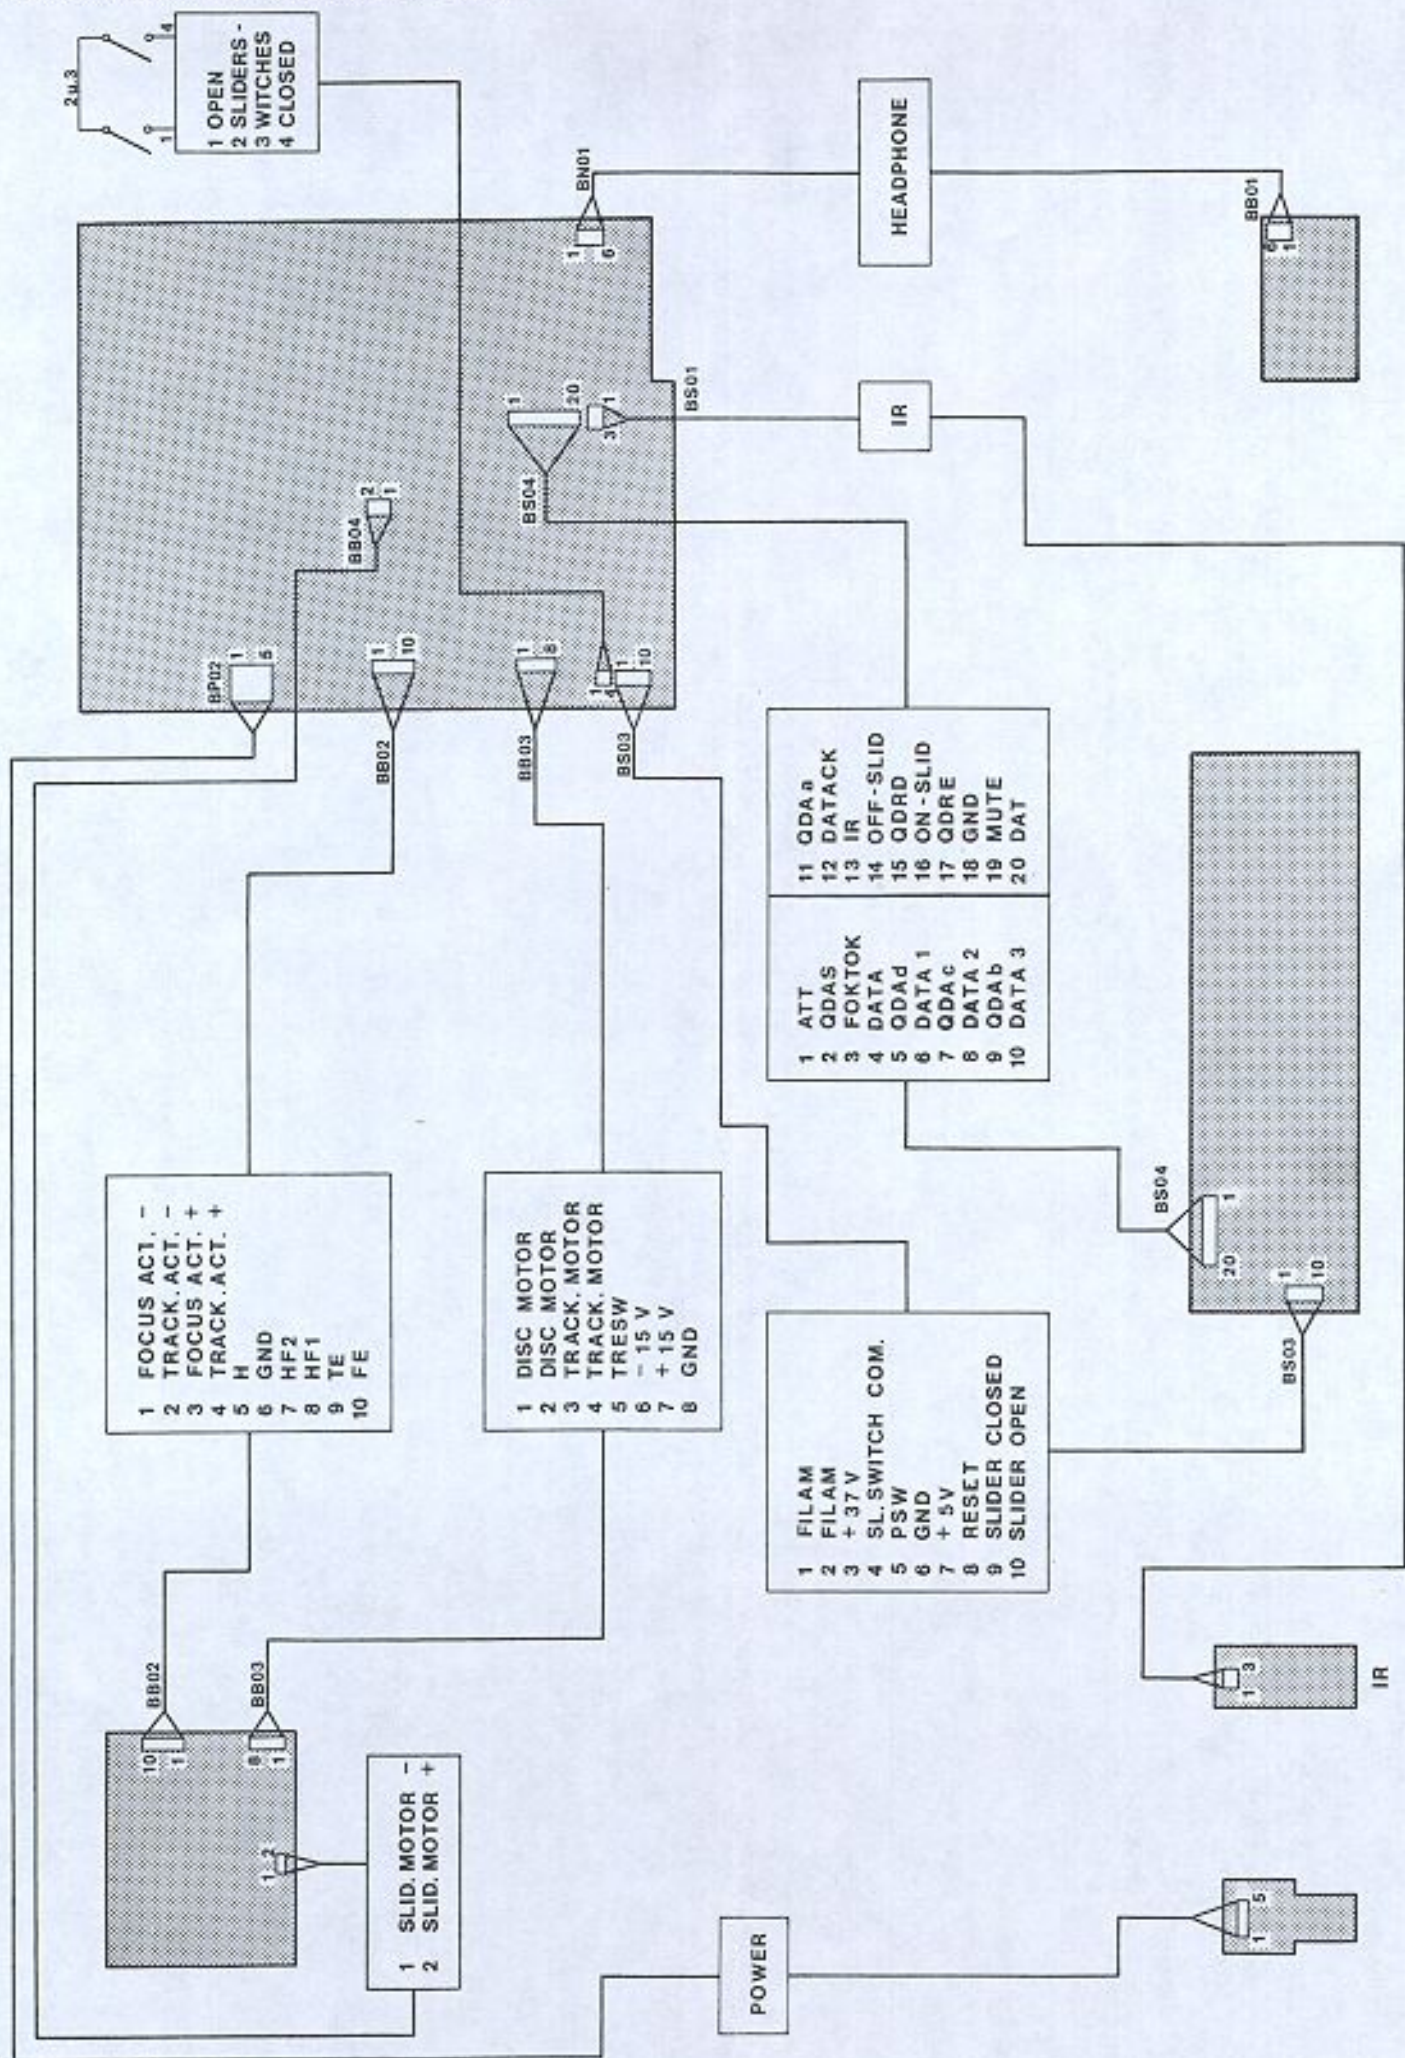 2u.3
1
4
1 OPEN
2 SLIDERS-
3 WITCHES
4 CLOSED
BP02
1
5
BB04
2
1
BB02
1
10
BB03
1
8
1
4
BS03
1
10
BS04
1
20
3
1
BS01
BN01
1
6
HEADPHONE
IR
BB01
6
1
1 FOCUS ACT. -
2 TRACK. ACT. -
3 FOCUS ACT. +
4 TRACK. ACT. +
5 H
6 GND
7 HF2
8 HF1
9 TE
10 FE
1 DISC MOTOR
2 DISC MOTOR
3 TRACK. MOTOR
4 TRACK. MOTOR
5 TRESW
6 - 15 V
7 + 15 V
8 GND
1 ATT
2 QDAS
3 FOKTOK
4 DATA
5 QDAd
6 DATA 1
7 QDAc
8 DATA 2
9 QDAb
10 DATA 3
11 QDAa
12 DATACK
13 IR
14 OFF-SLID
15 QDRD
16 ON-SLID
17 QDRE
18 GND
19 MUTE
20 DAT
1 FILAM
2 FILAM
3 + 37 V
4 SL. SWITCH COM.
5 PSW
6 GND
7 + 5V
8 RESET
9 SLIDER CLOSED
10 SLIDER OPEN
BS04
20
1
BS03
1
10
BB02
10
1
BB03
8
1
1
2
1 SLID. MOTOR -
2 SLID. MOTOR +
POWER
1
5
1
3
IR